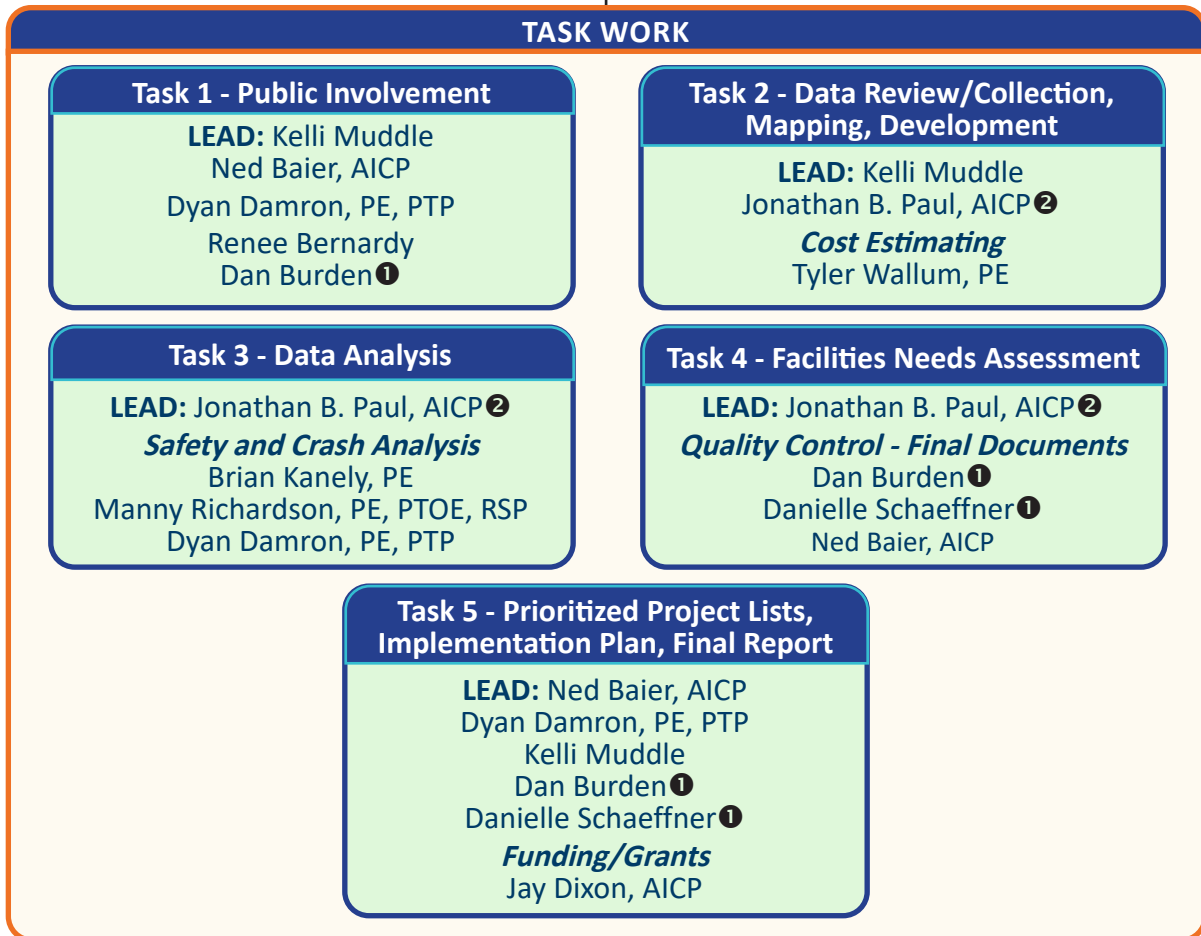 TASK WORK
Task 1 - Public Involvement
LEAD: Kelli Muddle
Ned Baier, AICP
Dyan Damron, PE, PTP
Renee Bernardy
Dan Burden❶
Task 2 - Data Review/Collection,
Mapping, Development
LEAD: Kelli Muddle
Jonathan B. Paul, AICP❷
Cost Estimating
Tyler Wallum, PE
Task 3 - Data Analysis
LEAD: Jonathan B. Paul, AICP❷
Safety and Crash Analysis
Brian Kanely, PE
Manny Richardson, PE, PTOE, RSP
Dyan Damron, PE, PTP
Task 4 - Facilities Needs Assessment
LEAD: Jonathan B. Paul, AICP❷
Quality Control - Final Documents
Dan Burden❶
Danielle Schaeffner❶
Ned Baier, AICP
Task 5 - Prioritized Project Lists,
Implementation Plan, Final Report
LEAD: Ned Baier, AICP
Dyan Damron, PE, PTP
Kelli Muddle
Dan Burden❶
Danielle Schaeffner❶
Funding/Grants
Jay Dixon, AICP